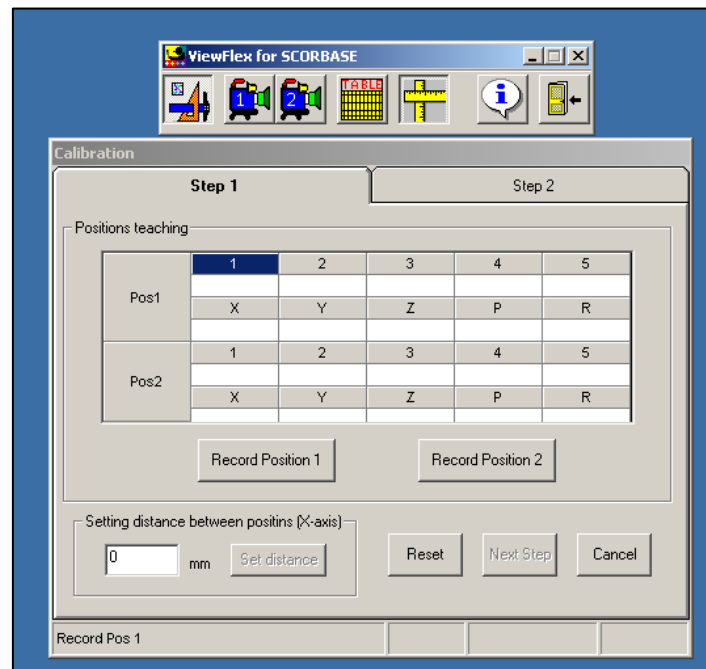 ViewFlex for SCORBASE
1 2 TABLE i
Calibration
Step 1 Step 2
Positions teaching
1 2 3 4 5
Pos1
X Y Z P R
1 2 3 4 5
Pos2
X Y Z P R
Record Position 1 Record Position 2
Setting distance between positins (X-axis)
0 mm Set distance Reset Next Step Cancel
Record Pos 1